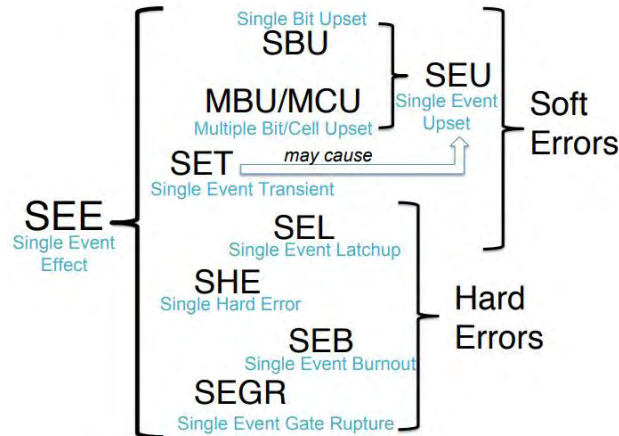 Single Bit Upset
SBU
MBU/MCU
Multiple Bit/Cell Upset
SEU
Single Event
Upset
SET
may cause
Single Event Transient
Soft
Errors
SEE
Single Event
Effect
SEL
Single Event Latchup
SHE
Single Hard Error
SEB
Single Event Burnout
SEGR
Single Event Gate Rupture
Hard
Errors